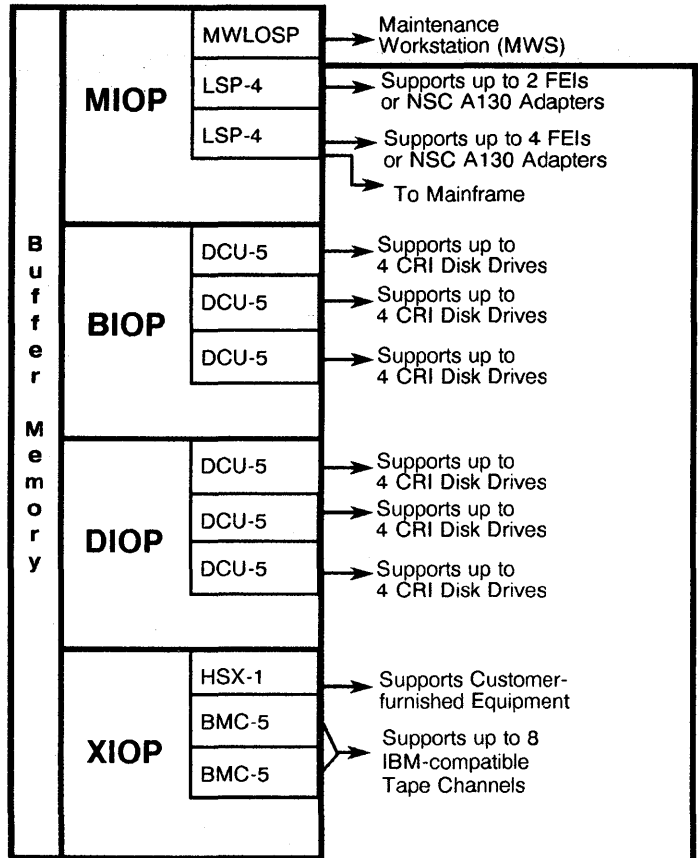 Buffer Memory
MIOP
MWLOSP
Maintenance
Workstation (MWS)
LSP-4
Supports up to 2 FEIs
or NSC A130 Adapters
LSP-4
Supports up to 4 FEIs
or NSC A130 Adapters
To Mainframe
BIOP
DCU-5
Supports up to
4 CRI Disk Drives
DCU-5
Supports up to
4 CRI Disk Drives
DCU-5
Supports up to
4 CRI Disk Drives
DIOP
DCU-5
Supports up to
4 CRI Disk Drives
DCU-5
Supports up to
4 CRI Disk Drives
DCU-5
Supports up to
4 CRI Disk Drives
XIOP
HSX-1
Supports Customer-
furnished Equipment
BMC-5
BMC-5
Supports up to 8
IBM-compatible
Tape Channels